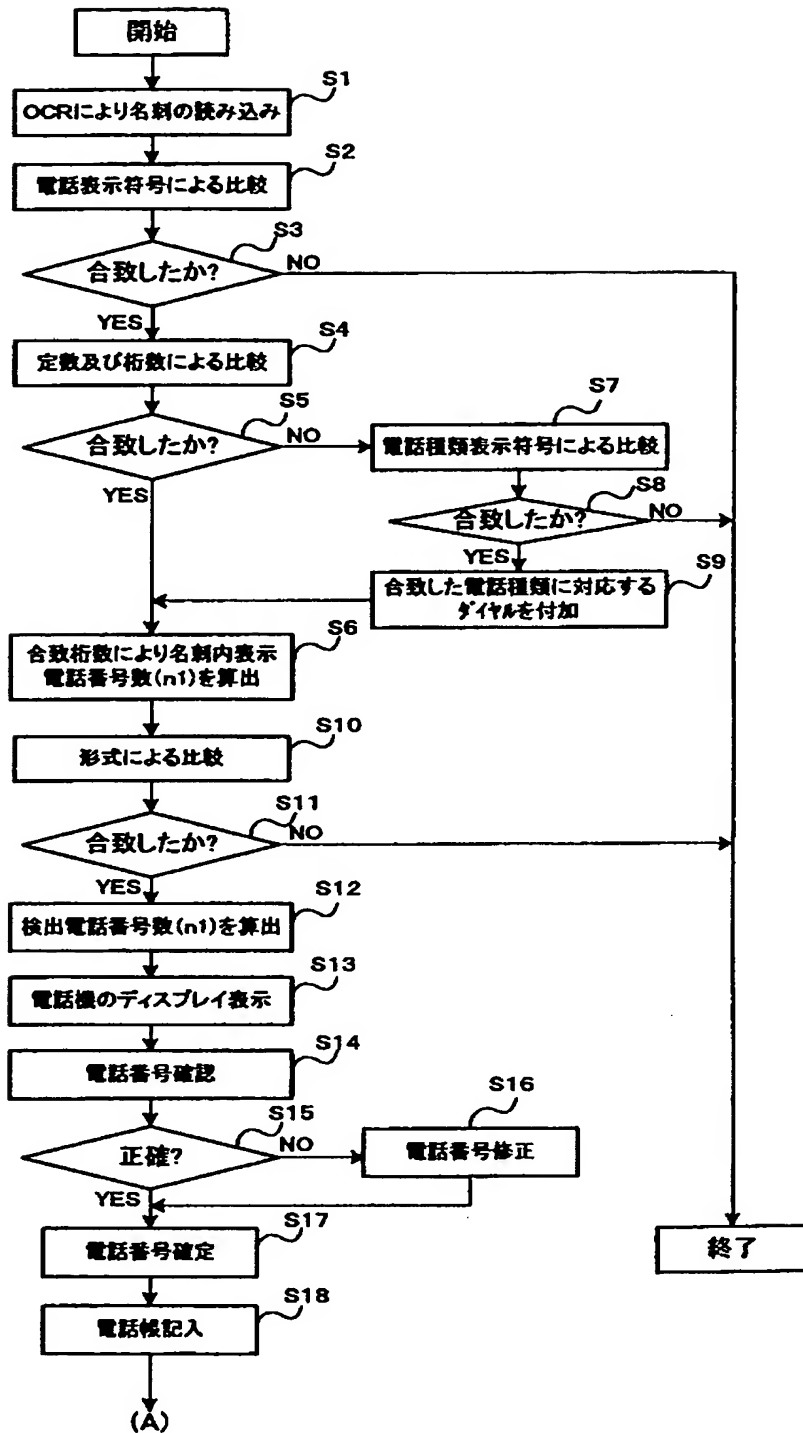 開始
S1
OCRにより名刺の読み込み
S2
電話表示符号による比較
S3
合致したか?
NO
YES
S4
定数及び桁数による比較
S5
合致したか?
NO
YES
S7
電話種類表示符号による比較
S8
合致したか?
NO
YES
S9
合致した電話種類に対応する
ダイヤルを付加
S6
合致桁数により名刺内表示
電話番号数(n1)を算出
S10
形式による比較
S11
合致したか?
NO
YES
S12
検出電話番号数(n1)を算出
S13
電話機のディスプレイ表示
S14
電話番号確認
S15
正確?
NO
YES
S16
電話番号修正
S17
電話番号確定
終了
S18
電話帳記入
(A)